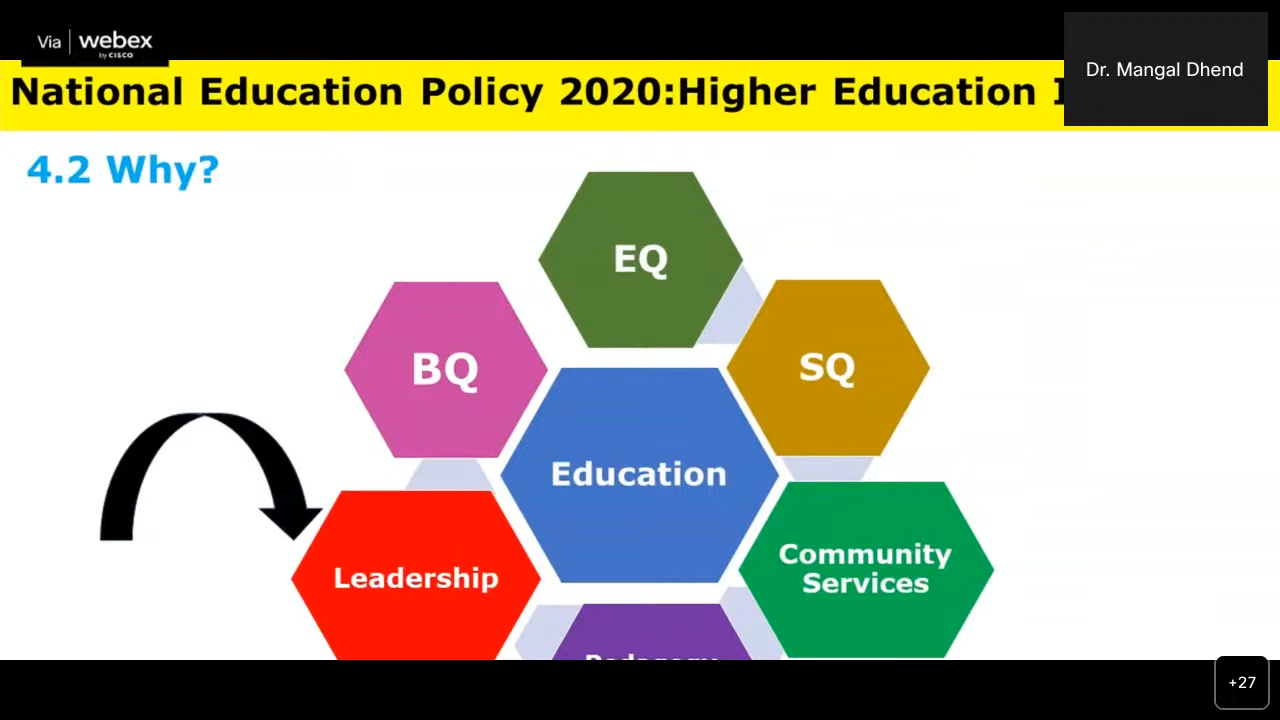 Via webex
by CISCO
Dr. Mangal Dhend
National Education Policy 2020:Higher Education
4.2 Why?
EQ
BQ
SQ
Education
Community
Services
Leadership
Pedagogy
+27